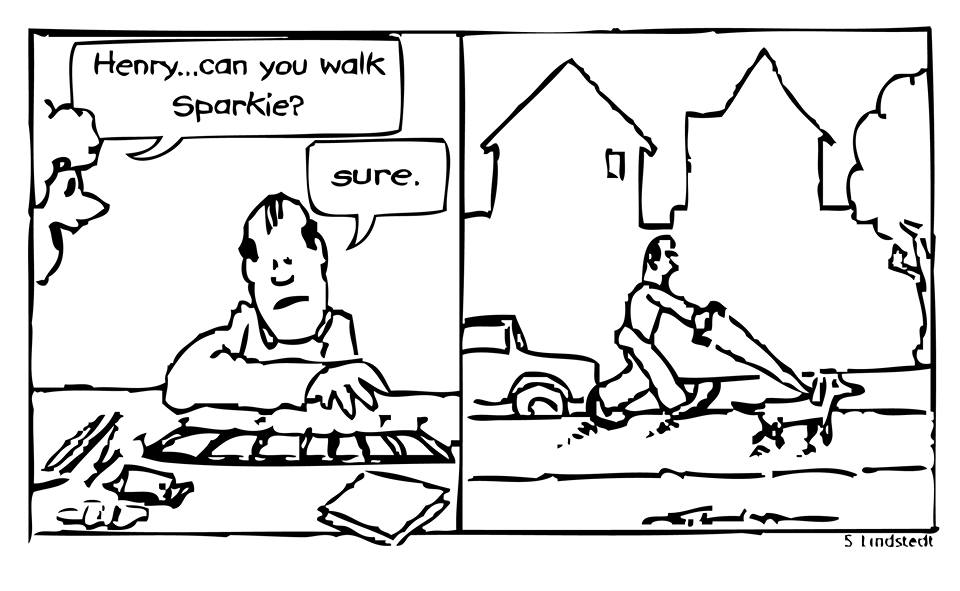 Henry...can you walk
Sparkie?
sure.
S Lindstedt